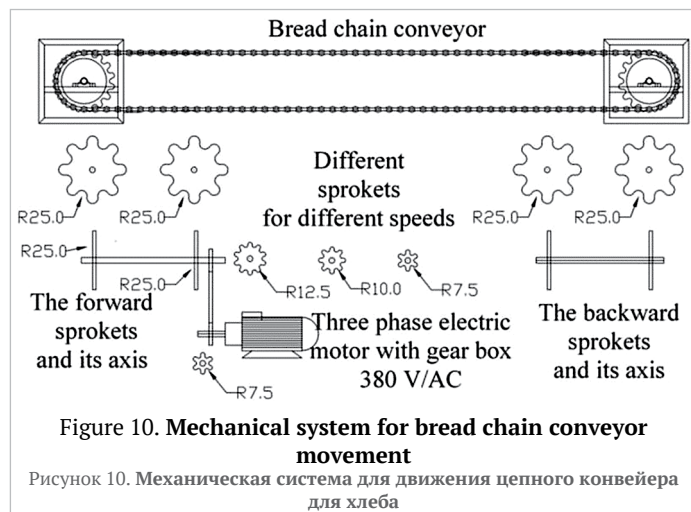 Bread chain conveyor
Different
sprokets
for different speeds
R25.0
R25.0
R25.0
R25.0
R25.0
R25.0
R12.5
R10.0
R7.5
The forward
sprokets
and its axis
Three phase electric
motor with gear box
380 V/AC
The backward
sprokets
and its axis
R7.5
Figure 10. Mechanical system for bread chain conveyor
movement
Рисунок 10. Механическая система для движения цепного конвейера
для хлеба